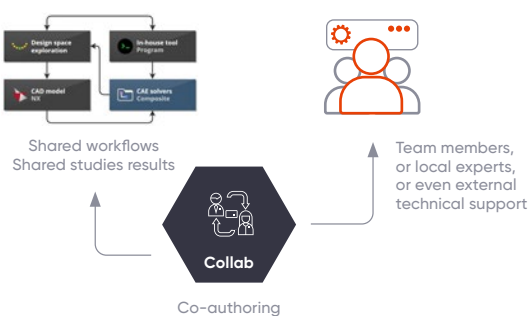 Design space
exploration
In-house tool
Program
CAD model
NX
CAE solvers
Composite
Shared workflows
Shared studies results
Team members,
or local experts,
or even external
technical support
Collab
Co-authoring